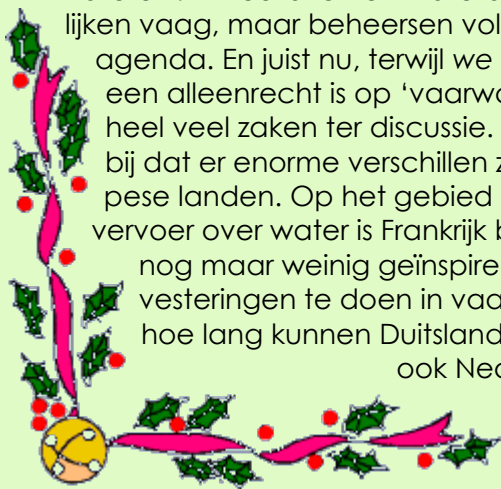 lijken vaag, maar beheersen vol
agenda. En juist nu, terwijl we
een alleenrecht is op ‘vaarwa
heel veel zaken ter discussie.
bij dat er enorme verschillen z
pese landen. Op het gebied
vervoer over water is Frankrijk b
nog maar weinig geïnspire
vesteringen te doen in vaa
hoe lang kunnen Duitsland
ook Ned